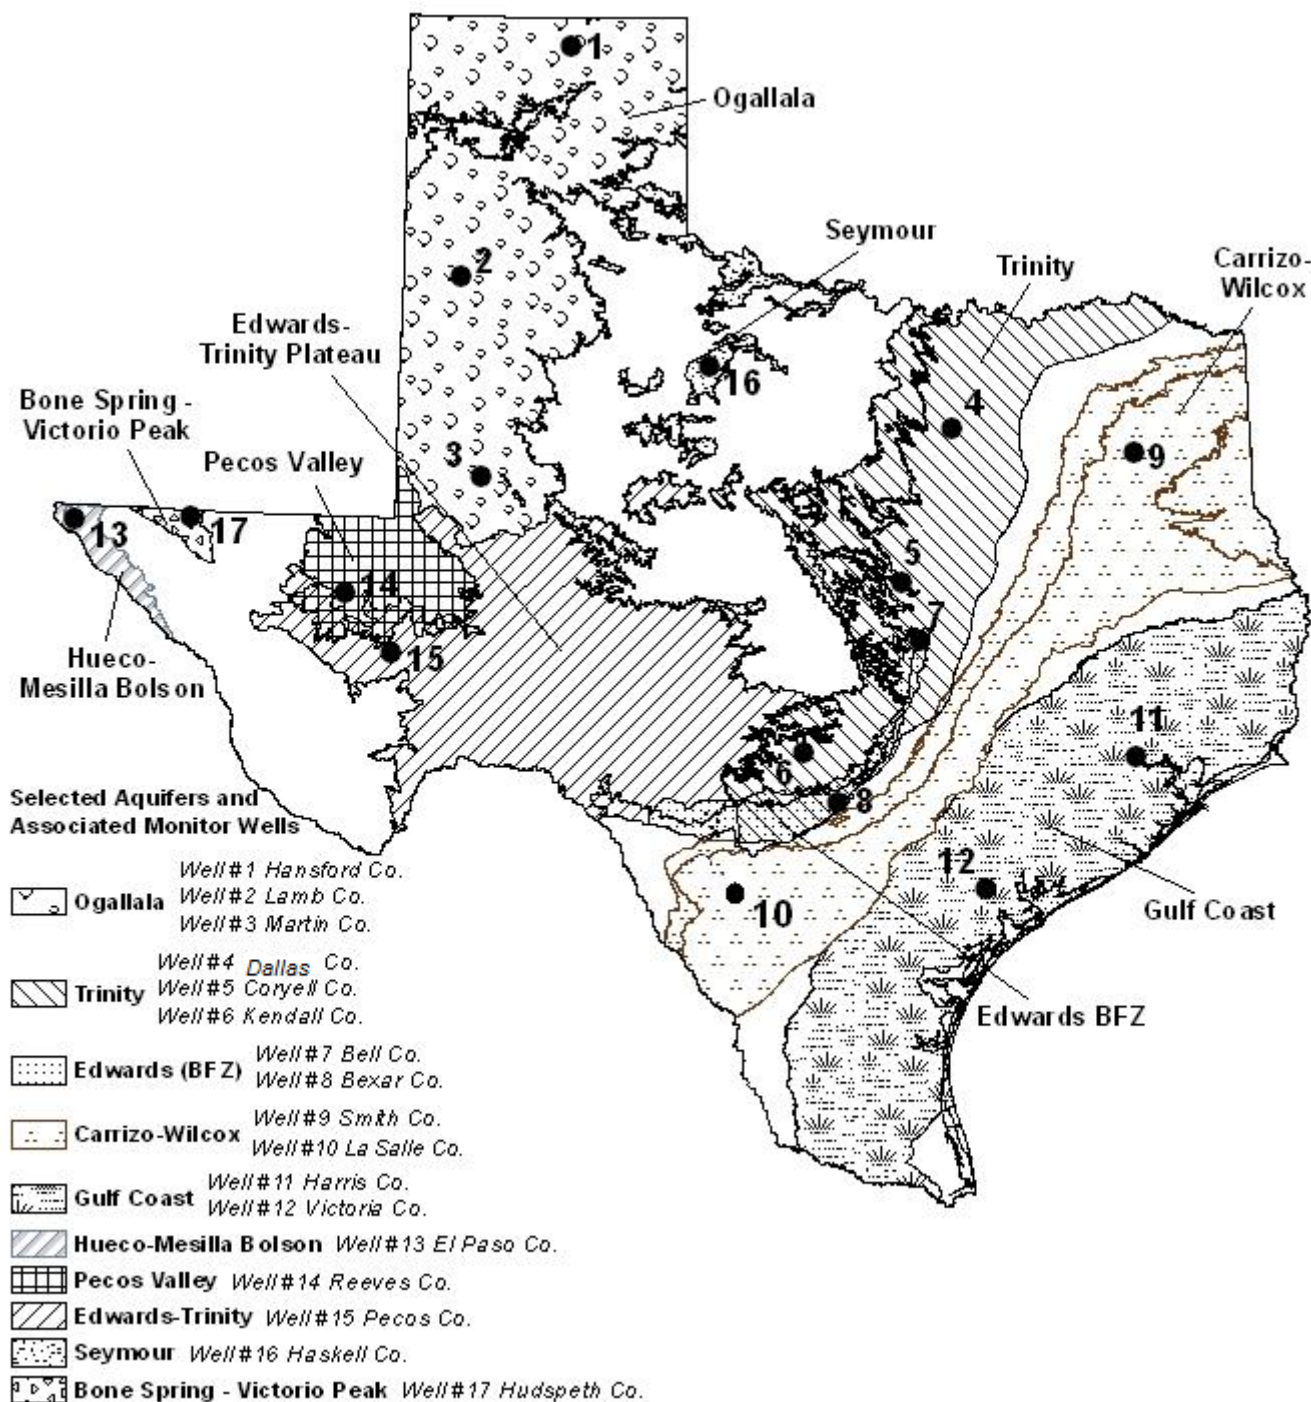 1
Ogallala
Seymour
Trinity
Carrizo-
Wilcox
2
Edwards-
Trinity Plateau
16
Bone Spring -
Victorio Peak
4
Pecos Valley
3
9
13
17
5
14
7
15
Hueco-
Mesilla Bolson
11
6
8
12
10
Gulf Coast
Edwards BFZ
Selected Aquifers and
Associated Monitor Wells
Ogallala
Well#1 Hansford Co.
Well#2 Lamb Co.
Well#3 Martin Co.
Trinity
Well#4 Dallas Co.
Well#5 Coryell Co.
Well#6 Kendall Co.
Edwards (BFZ)
Well#7 Bell Co.
Well#8 Bexar Co.
Carrizo-Wilcox
Well#9 Smith Co.
Well#10 La Salle Co.
Gulf Coast
Well#11 Harris Co.
Well#12 Victoria Co.
Hueco-Mesilla Bolson Well#13 El Paso Co.
Pecos Valley Well#14 Reeves Co.
Edwards-Trinity Well#15 Pecos Co.
Seymour Well#16 Haskell Co.
Bone Spring - Victorio Peak Well#17 Hudspeth Co.